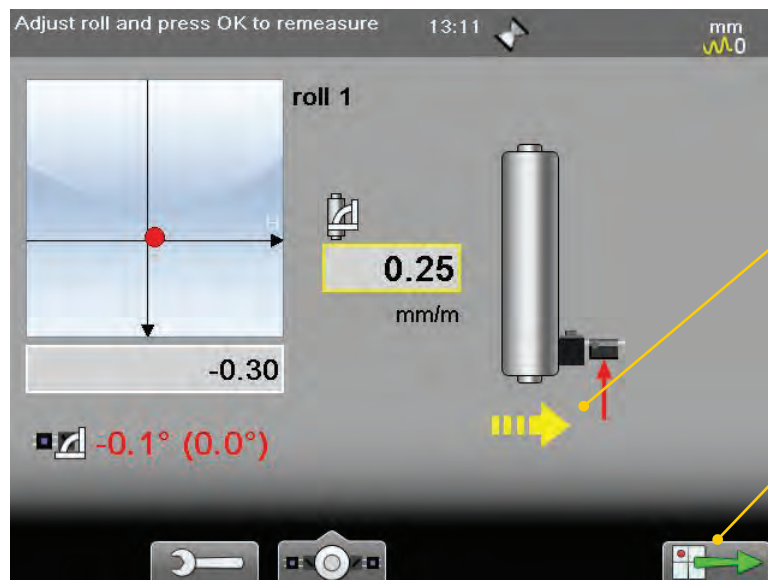 Adjust roll and press OK to remeasure 13:11 mm
0
roll 1
H
0.25
mm/m
-0.30
-0.1° (0.0°)